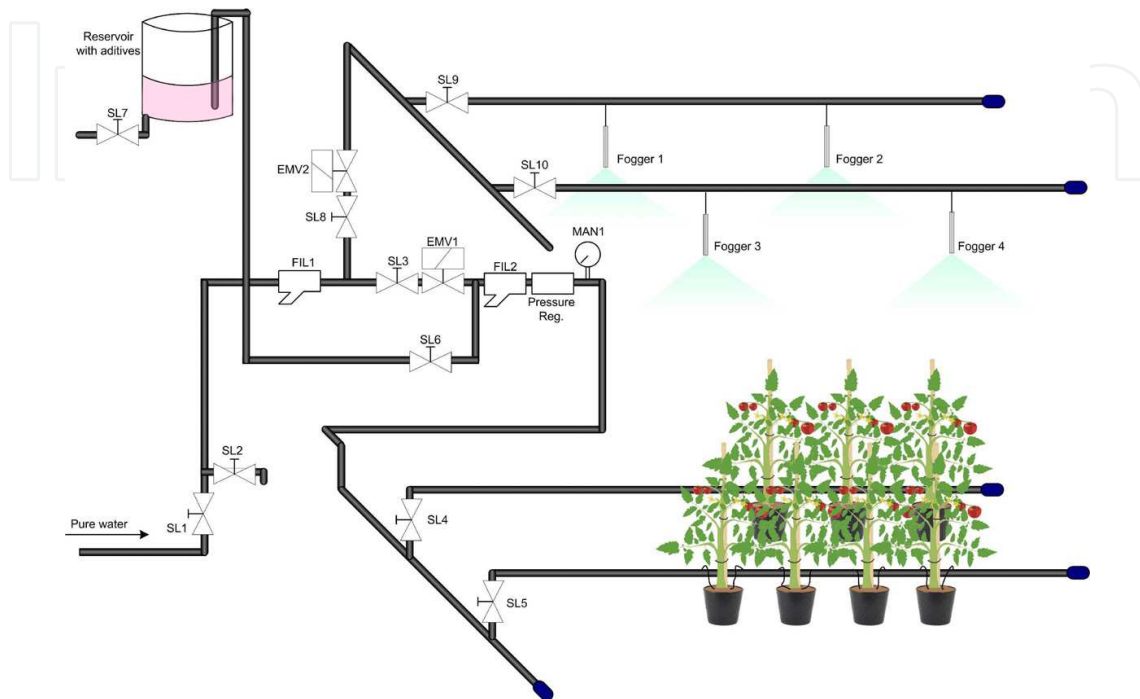 Reservoir
with aditives
SL7
SL9
EMV2
Fogger 1
Fogger 2
SL10
SL8
EMV1
MAN1
Fogger 3
Fogger 4
FIL1
SL3
FIL2
Pressure
Reg.
SL6
SL2
Pure water
SL1
SL4
SL5